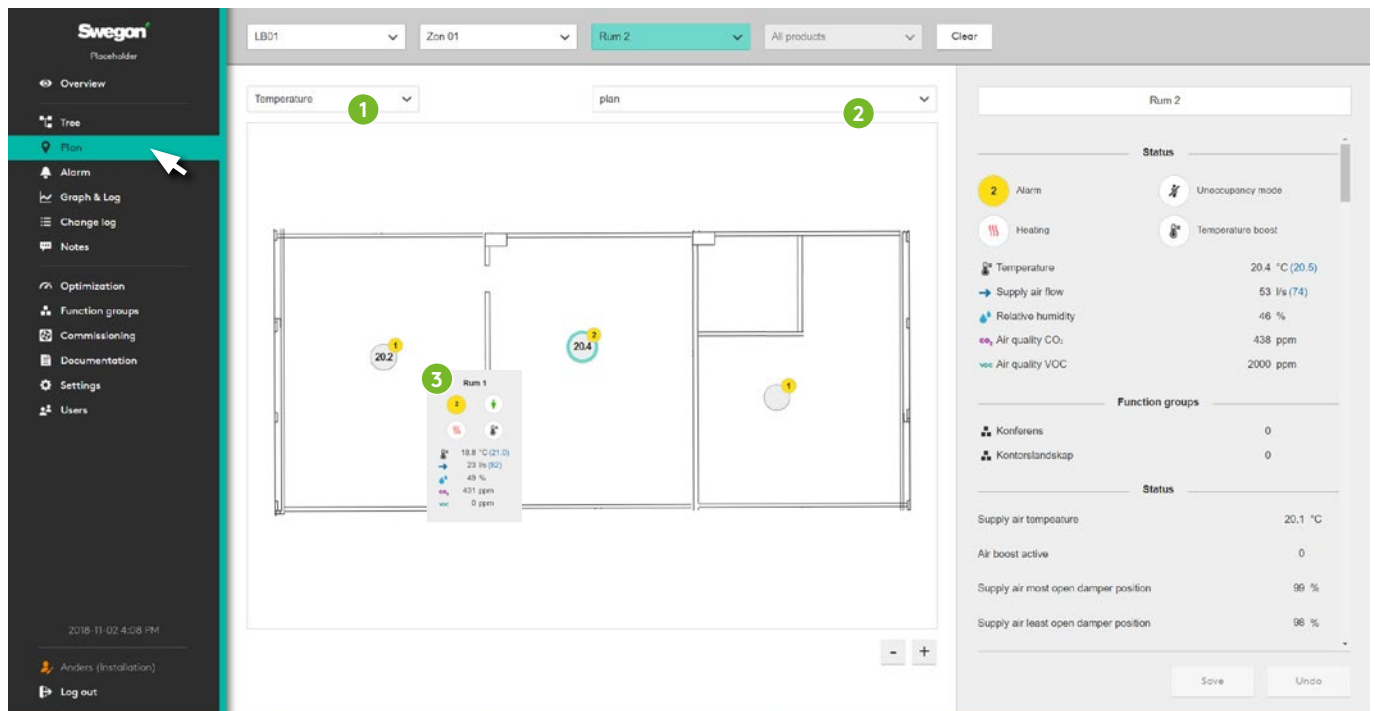 Swegon
Placeholder
Overview
Tree
Plan
Alarm
Graph & Log
Change log
Notes
Optimization
Function groups
Commissioning
Documentation
Settings
Users
2018-11-02 4:08 PM
Anders (Installation)
Log out
LB01
Zon 01
Rum 2
All products
Clear
Temperature
1
plan
2
20.2
1
20.4
2
1
3
Rum 1
2
18.8 °C (21.0)
23 l/s (82)
49 %
CO₂ 431 ppm
voc 0 ppm
- +
Rum 2
Status
2 Alarm
Unoccupancy mode
Heating
Temperature boost
Temperature 20.4 °C (20.5)
Supply air flow 53 l/s (74)
Relative humidity 46 %
CO₂ Air quality CO₂ 438 ppm
voc Air quality VOC 2000 ppm
Function groups
Konferens 0
Kontorslandskap 0
Status
Supply air tempeature 20.1 °C
Air boost active 0
Supply air most open damper position 99 %
Supply air least open damper position 98 %
Save
Undo